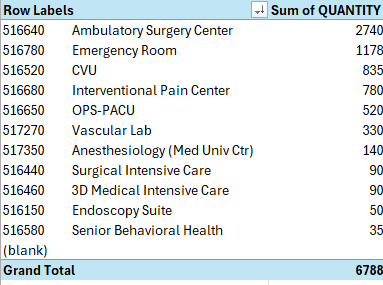 Row Labels Sum of QUANTITY
516640 Ambulatory Surgery Center 2740
516780 Emergency Room 1178
516520 CVU 835
516680 Interventional Pain Center 780
516650 OPS-PACU 520
517270 Vascular Lab 330
517350 Anesthesiology (Med Univ Ctr) 140
516440 Surgical Intensive Care 90
516460 3D Medical Intensive Care 90
516150 Endoscopy Suite 50
516580 Senior Behavioral Health 35
(blank)
Grand Total 6788